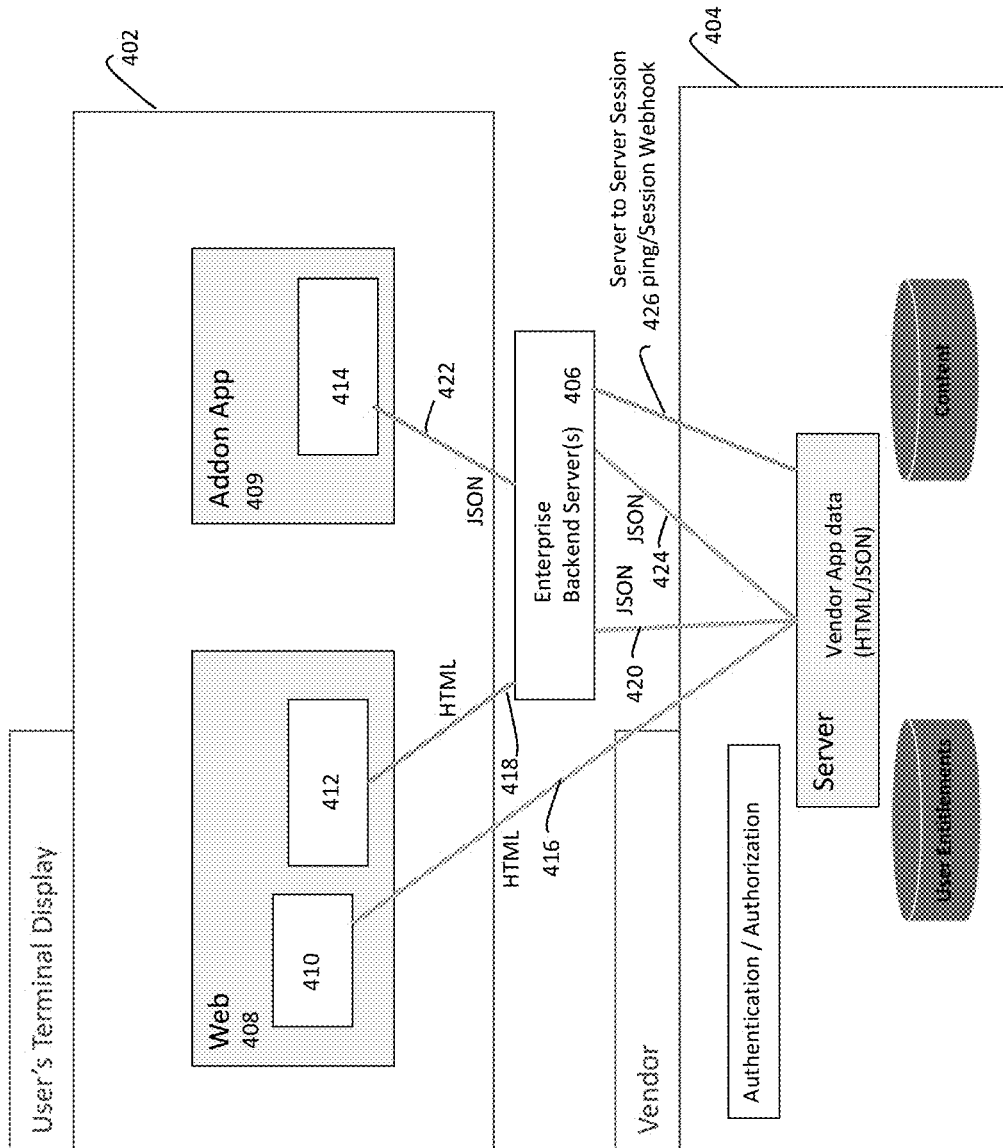 User's Terminal Display
402
Web
408
410
412
Addon App
409
414
HTML
418
HTML
416
JSON
422
Enterprise
Backend Server(s)
406
JSON
420
JSON
424
Server to Server Session
426 ping/Session Webhook
Vendor
404
Authentication / Authorization
Server
Vendor App data
(HTML/JSON)
User Entitlements
Content